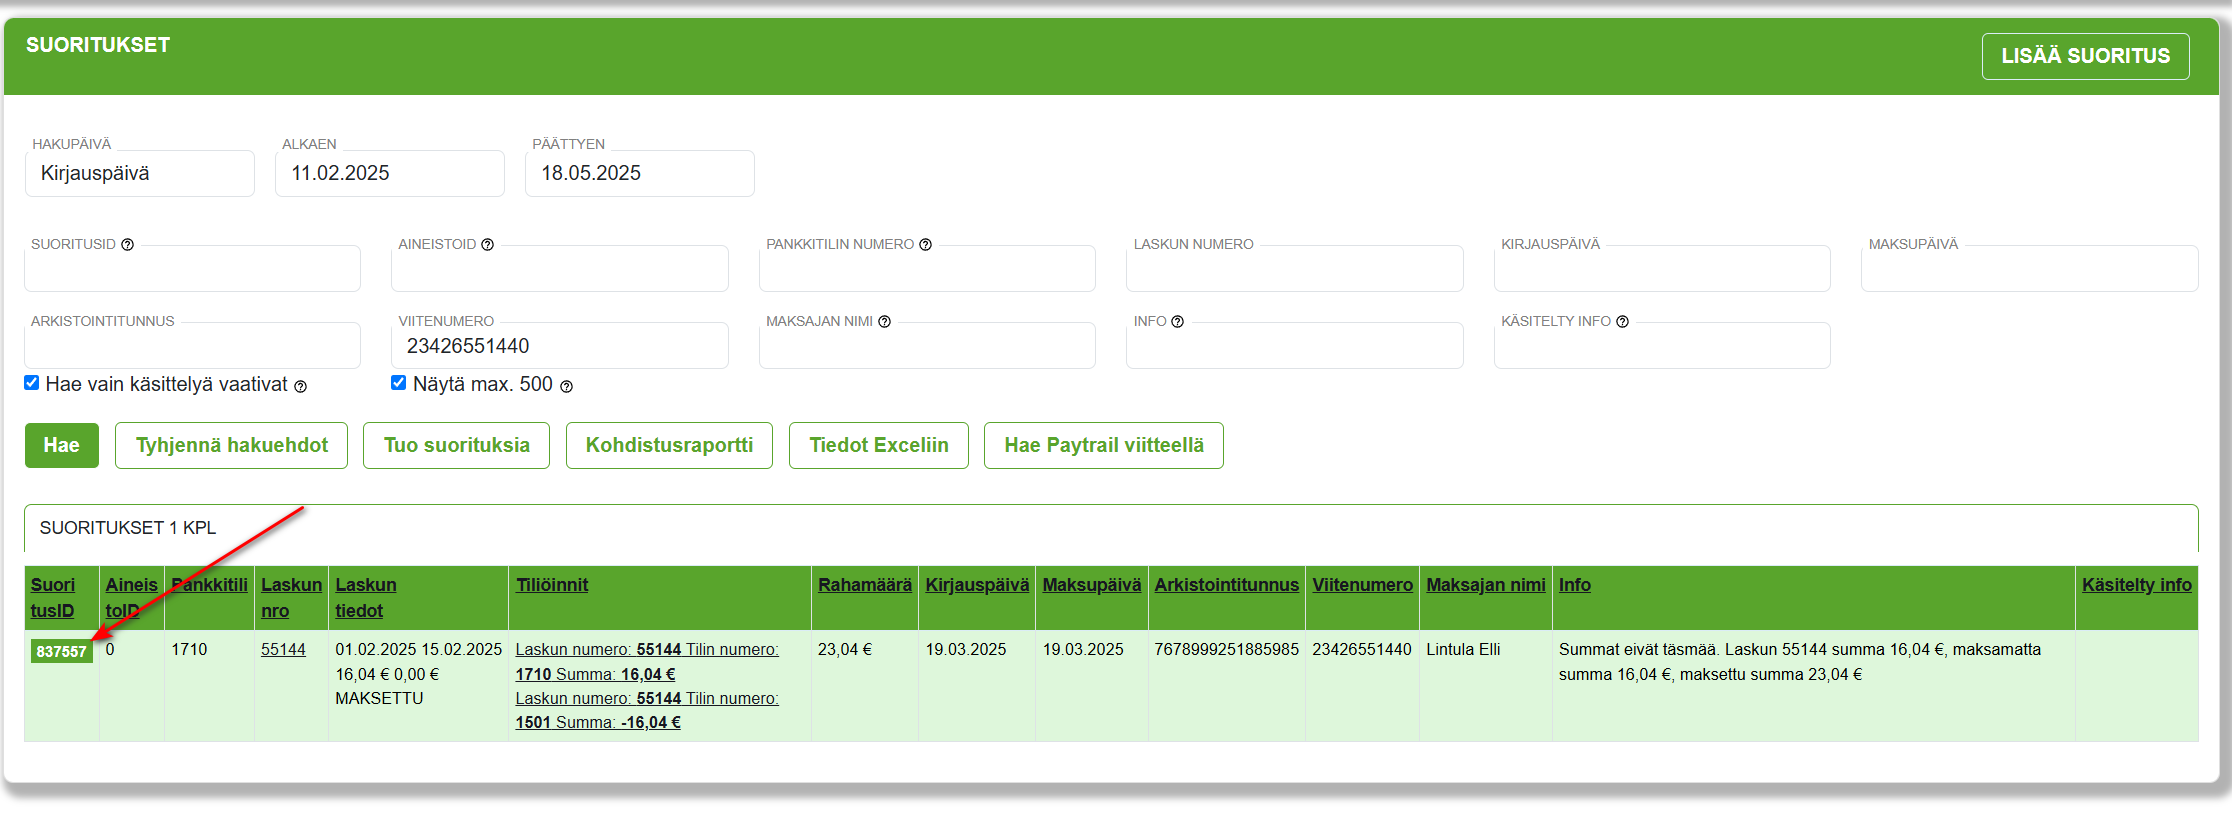 SUORITUKSET
LISÄÄ SUORITUS
HAKUPÄIVÄ ALKAEN PÄÄTTYEN
Kirjauspäivä 11.02.2025 18.05.2025
SUORITUSID AINEISTOID PANKKITILIN NUMERO LASKUN NUMERO KIRJAUSPÄIVÄ MAKSUPÄIVÄ
ARKISTOINTITUNNUS VIITENUMERO MAKSAJAN NIMI INFO KÄSITELTY INFO
23426551440
Hae vain käsittelyä vaativat Näytä max. 500
Hae Tyhjennä hakuehdot Tuo suorituksia Kohdistusraportti Tiedot Exceliin Hae Paytrail viitteellä
SUORITUKSET 1 KPL
Suori Aineis Pankkitili Laskun Laskun Tiliöinnit Rahamäärä Kirjauspäivä Maksupäivä Arkistointitunnus Viitenumero Maksajan nimi Info Käsitelty info
tusID toID nro tiedot
837557 0 1710 55144 01.02.2025 15.02.2025 Laskun numero: 55144 Tilin numero: 23,04 € 19.03.2025 19.03.2025 7678999251885985 23426551440 Lintula Elli Summat eivät täsmää. Laskun 55144 summa 16,04 €, maksamatta
16,04 € 0,00 € 1710 Summa: 16,04 € summa 16,04 €, maksettu summa 23,04 €
MAKSETTU Laskun numero: 55144 Tilin numero:
1501 Summa: -16,04 €